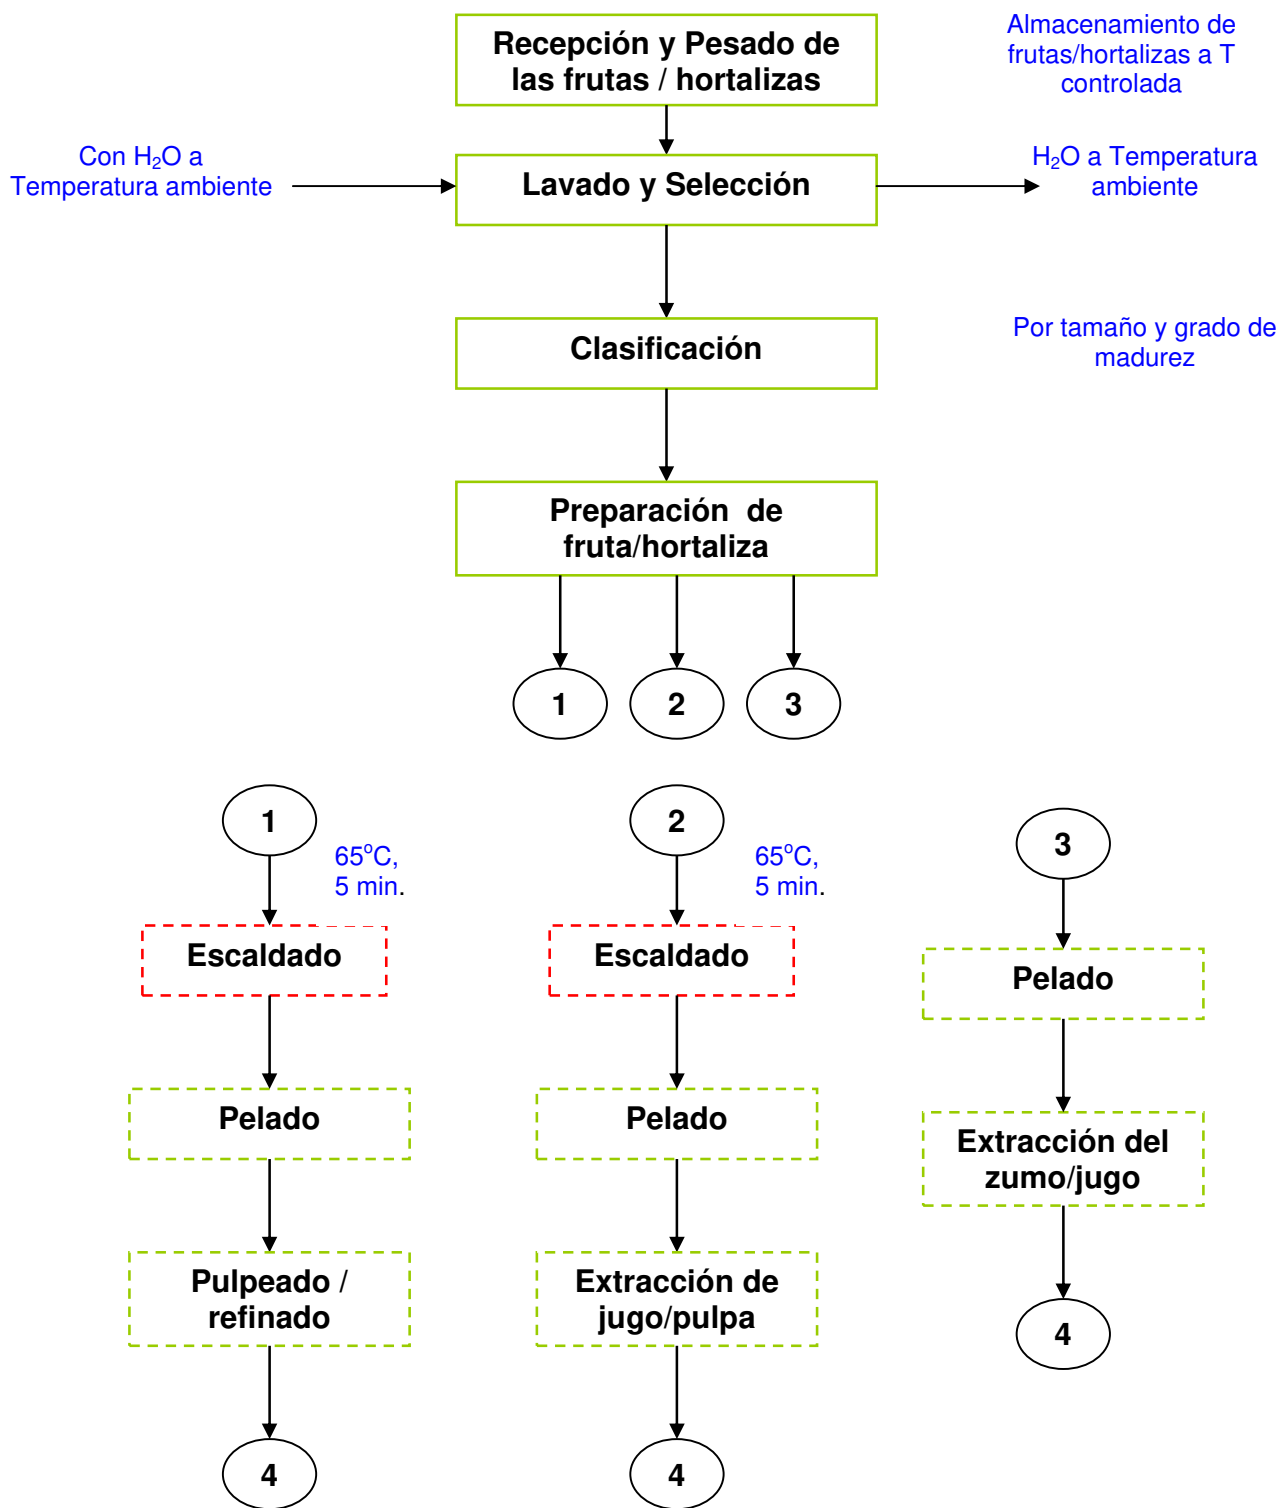 Recepción y Pesado de
las frutas / hortalizas
Almacenamiento de
frutas/hortalizas a T
controlada
Con H₂O a
Temperatura ambiente
Lavado y Selección
H₂O a Temperatura
ambiente
Clasificación
Por tamaño y grado de
madurez
Preparación de
fruta/hortaliza
1
2
3
1
65°C,
5 min.
Escaldado
Pelado
Pulpeado /
refinado
4
2
65°C,
5 min.
Escaldado
Pelado
Extracción de
jugo/pulpa
4
3
Pelado
Extracción del
zumo/jugo
4